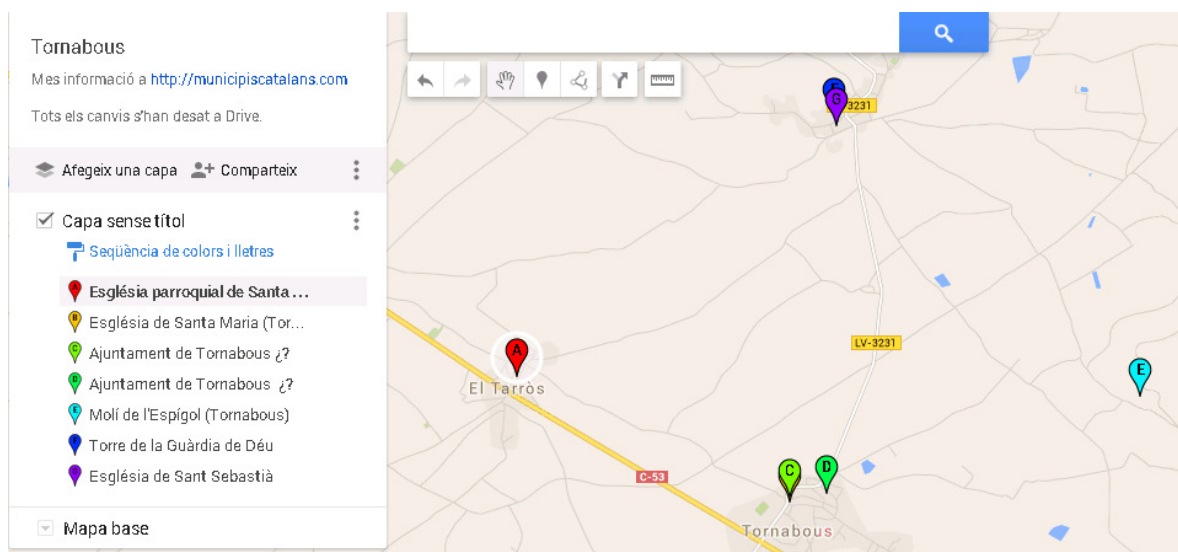 Tornabous
Mes informació a http://municipiscatalans.com
Tots els canvis s'han desat a Drive.
Afegeix una capa
Comparteix
Capa sense títol
Seqüència de colors i lletres
A Església parroquial de Santa ...
B Església de Santa Maria (Tor...
C Ajuntament de Tornabous ¿?
D Ajuntament de Tornabous ¿?
E Molí de l'Espígol (Tornabous)
F Torre de la Guàrdia de Déu
G Església de Sant Sebastià
Mapa base
G
3231
LV-3231
A
E
El Tarròs
C-53
C
D
Tornabous